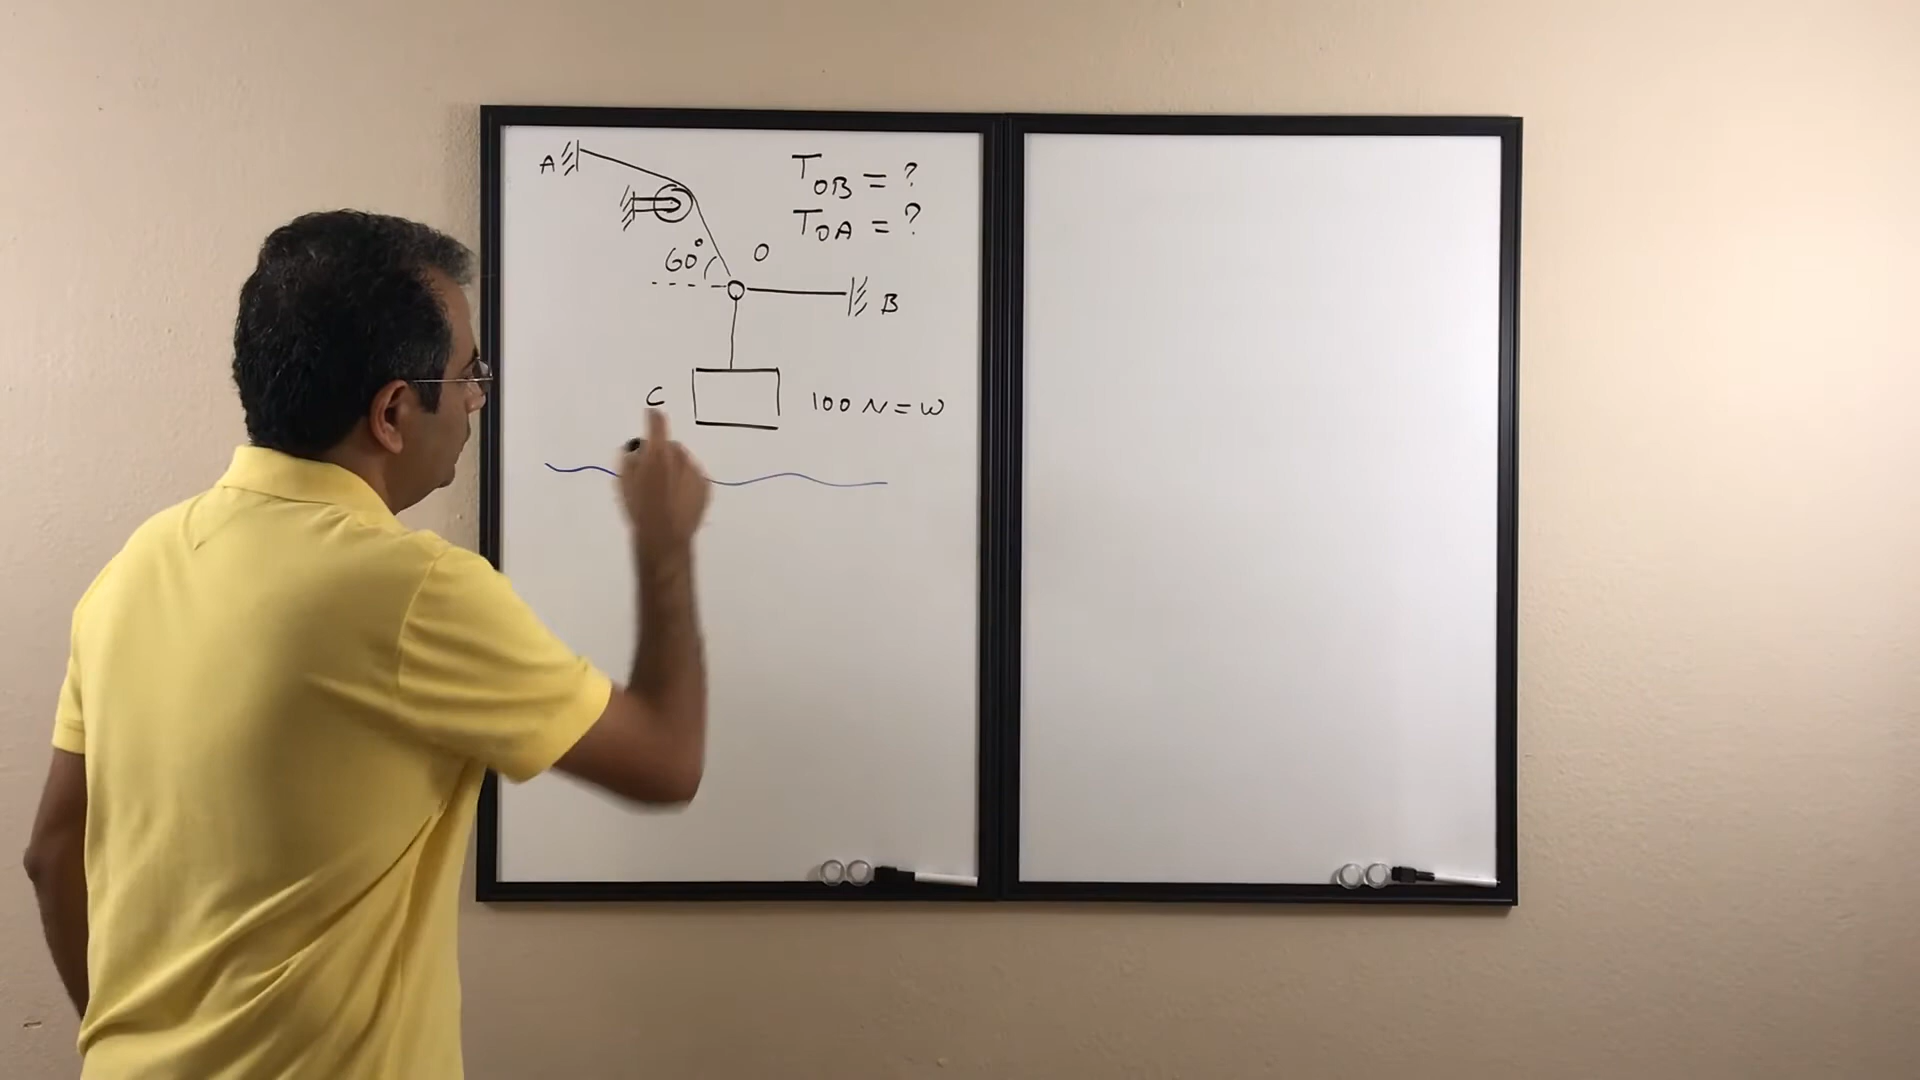 A
T_OB = ?
T_OA = ?
60°
O
B
C
100 N = W